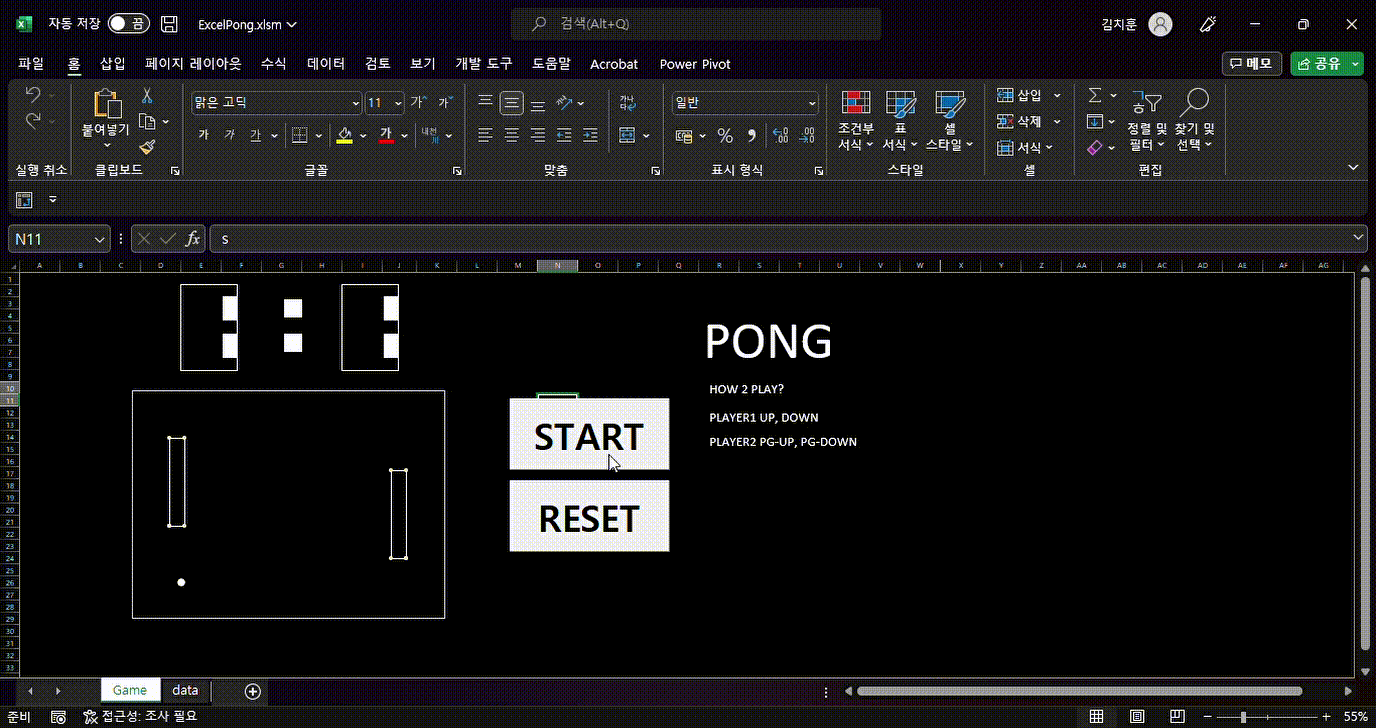 자동 저장 끔 ExcelPong.xlsm 검색(Alt+Q) 김치훈
파일 홈 삽입 페이지 레이아웃 수식 데이터 검토 보기 개발 도구 도움말 Acrobat Power Pivot 메모 공유
맑은 고딕 11 가 가 일반
붙여넣기
가 가 가 가 내천
조건부 서식 표 서식 셀 스타일
삽입
삭제
서식
정렬 및 필터 찾기 및 선택
실행 취소 클립보드 글꼴 맞춤 표시 형식 스타일 셀 편집
N11 fx s
A B C D E F G H I J K L M N O P Q R S T U V W X Y Z AA AB AC AD AE AF AG
1
2
3
4
5
6
7
8
9
10
11
12
13
14
15
16
17
18
19
20
21
22
23
24
25
26
27
28
29
30
31
32
33
PONG
HOW 2 PLAY?
PLAYER1 UP, DOWN
PLAYER2 PG-UP, PG-DOWN
START
RESET
Game data
준비 접근성: 조사 필요 55%